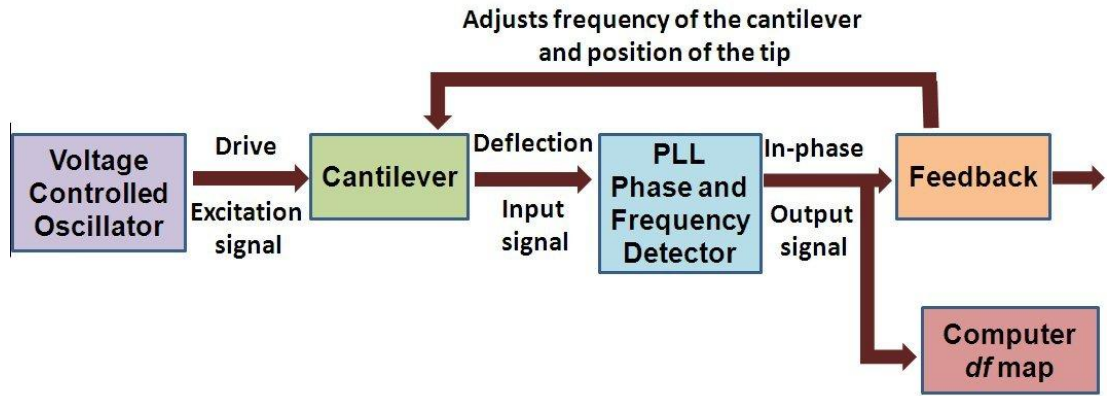 Adjusts frequency of the cantilever
and position of the tip
Voltage
Controlled
Oscillator
Drive
Excitation
signal
Cantilever
Deflection
Input
signal
PLL
Phase and
Frequency
Detector
In-phase
Output
signal
Feedback
Computer
df map